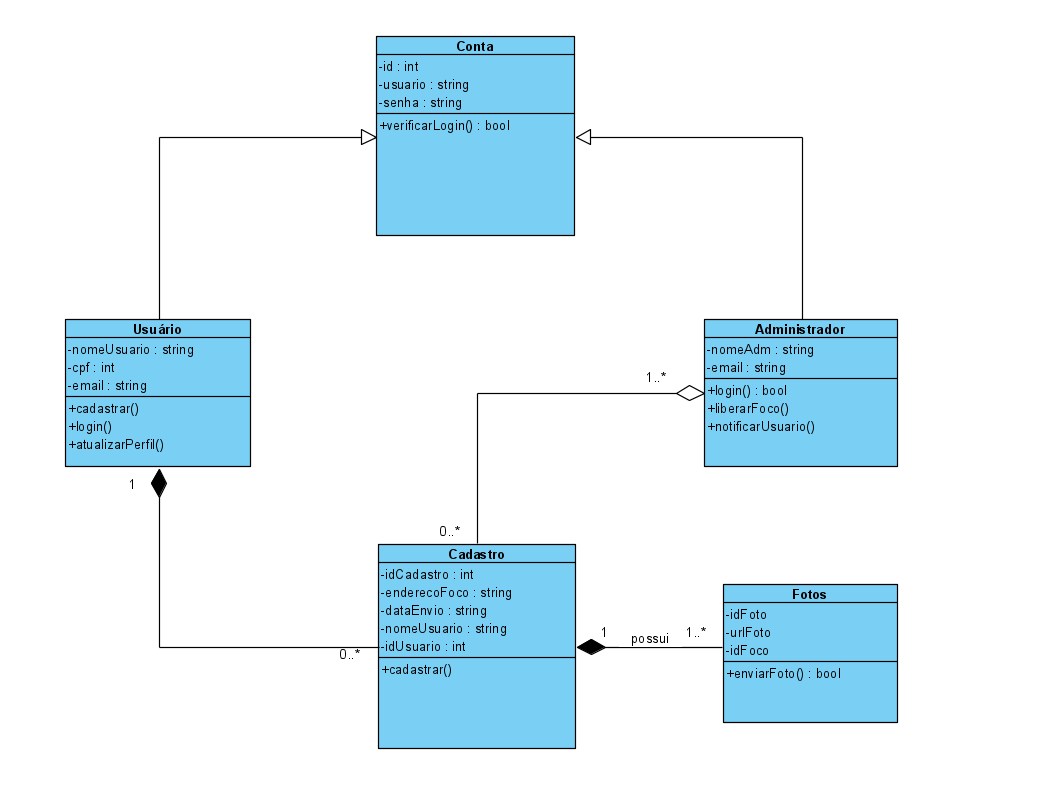 Conta
-id : int
-usuario : string
-senha : string
+verificarLogin() : bool
Usuário
-nomeUsuario : string
-cpf : int
-email : string
+cadastrar()
+login()
+atualizarPerfil()
Administrador
-nomeAdm : string
-email : string
+login() : bool
+liberarFoco()
+notificarUsuario()
1..*
1
0..*
0..*
Cadastro
-idCadastro : int
-enderecoFoco : string
-dataEnvio : string
-nomeUsuario : string
-idUsuario : int
+cadastrar()
1
possui
1..*
Fotos
-idFoto
-urlFoto
-idFoco
+enviarFoto() : bool